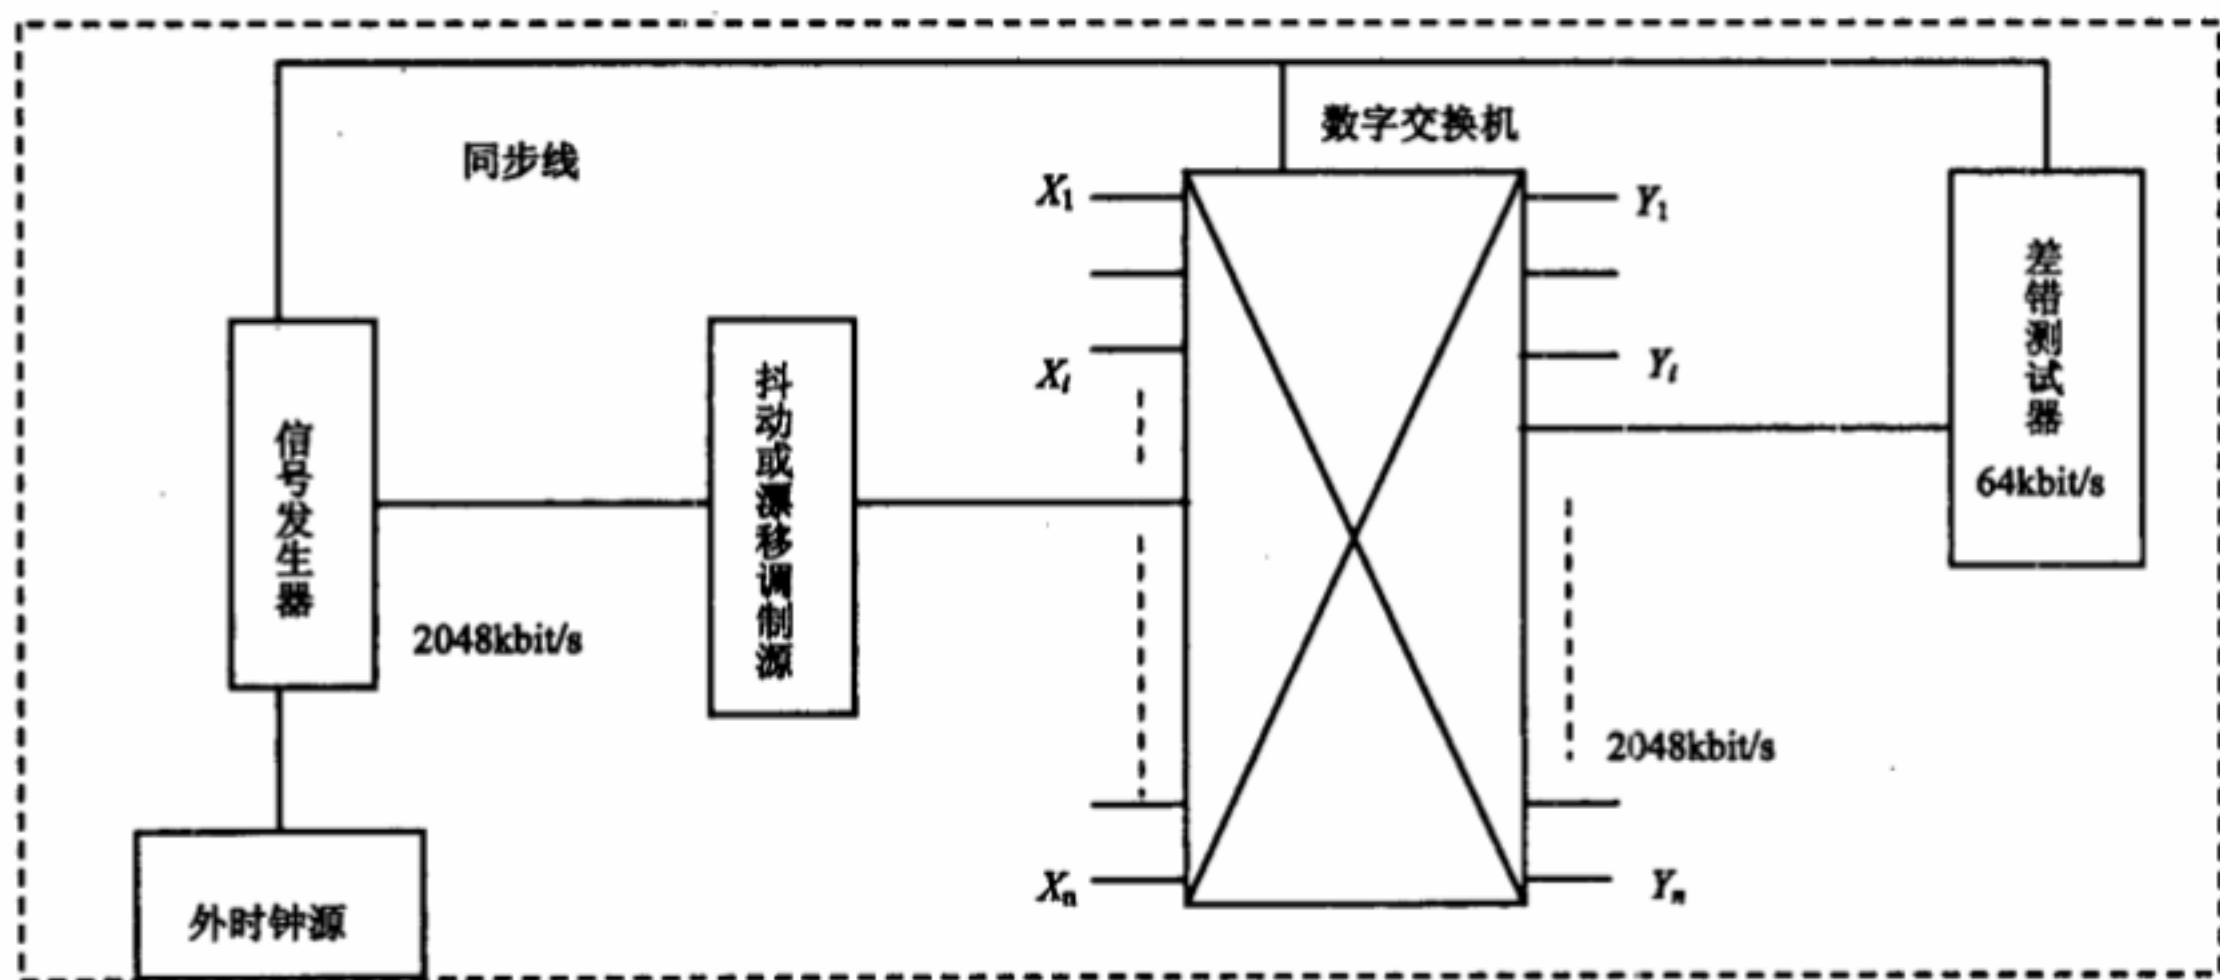 数字交换机
同步线
X1
Y1
差错测试器
64kbit/s
Xi
Yi
信号发生器
抖动或漂移调制源
2048kbit/s
2048kbit/s
Xn
Yn
外时钟源